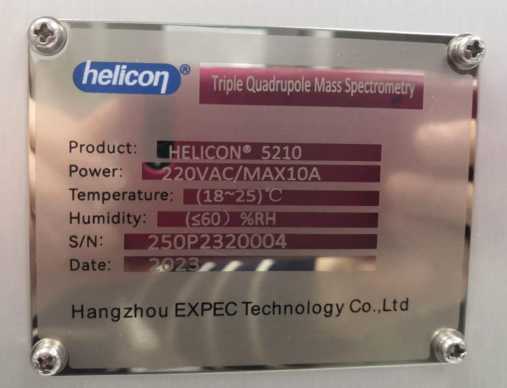 helicon®
Triple Quadrupole Mass Spectrometry
Product: HELICON® 5210
Power: 220VAC/MAX10A
Temperature: (18~25)℃
Humidity: (≤60) %RH
S/N: 250P2320004
Date: 2023
Hangzhou EXPEC Technology Co.,Ltd